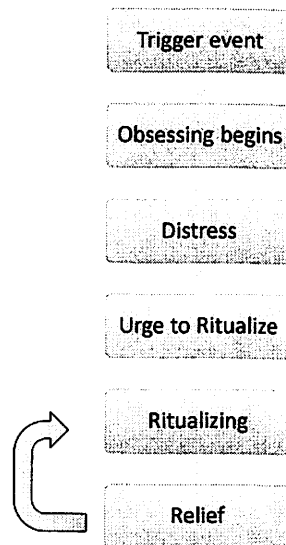 Trigger event
Obsessing begins
Distress
Urge to Ritualize
Ritualizing
Relief